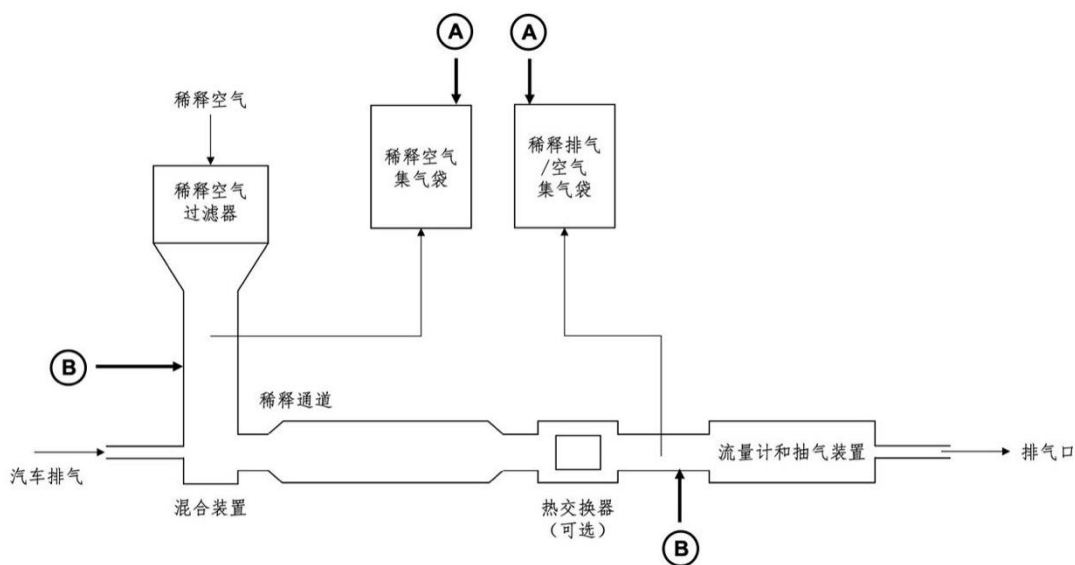 A
A
稀释空气
稀释空气
过滤器
稀释空气
集气袋
稀释排气
/空气
集气袋
B
稀释通道
汽车排气
混合装置
热交换器
（可选）
流量计和抽气装置
排气口
B